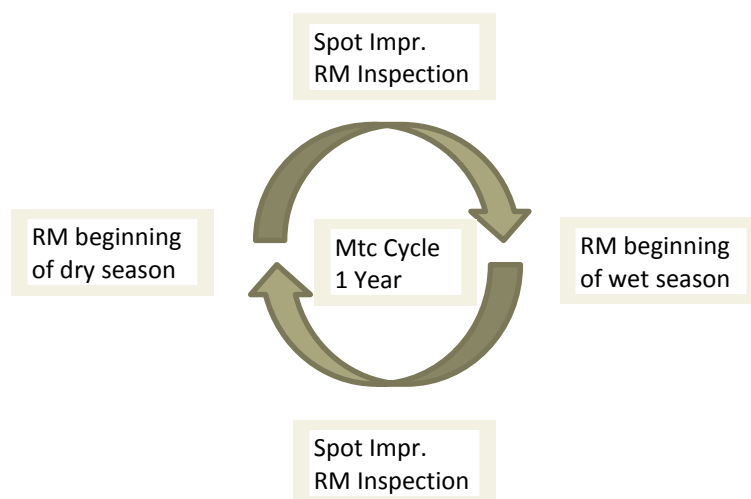 Spot Impr.
RM Inspection
RM beginning
of dry season
Mtc Cycle
1 Year
RM beginning
of wet season
Spot Impr.
RM Inspection